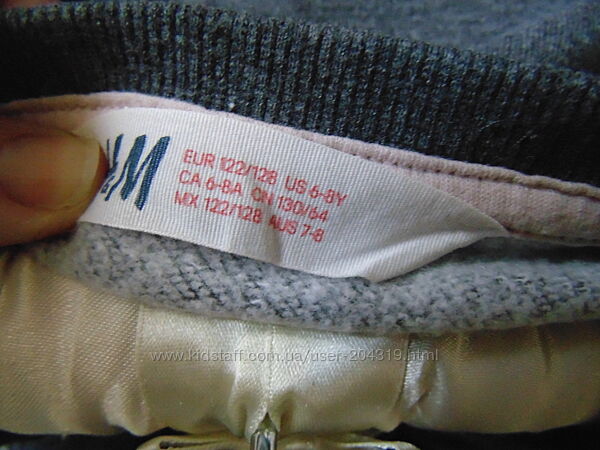 H&M
EUR 122/128 US 6-8Y
CA 6-8A CN 130/64
MX 122/128 AUS 7-8
www.kidstaff.com.ua/user-204319.html